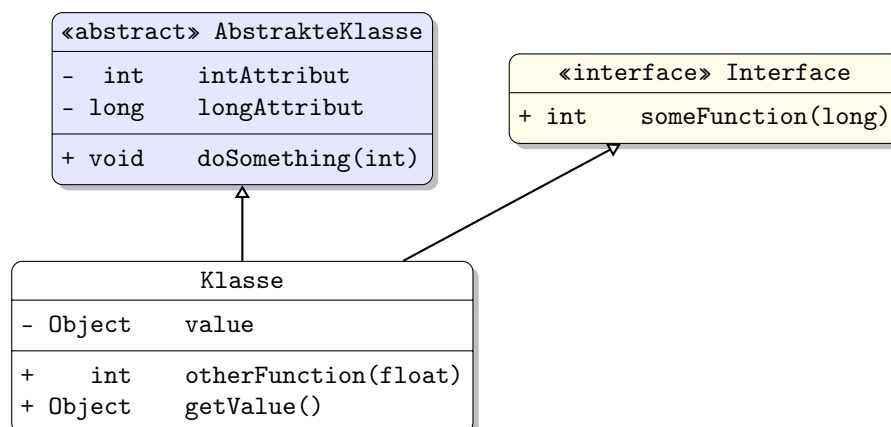 «abstract» AbstrakteKlasse
- int intAttribut
- long longAttribut
+ void doSomething(int)
«interface» Interface
+ int someFunction(long)
Klasse
- Object value
+ int otherFunction(float)
+ Object getValue()